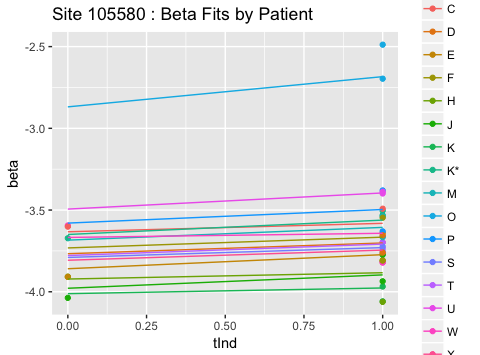 Site 105580 : Beta Fits by Patient
-2.5
-3.0
-3.5
-4.0
beta
0.00 0.25 0.50 0.75 1.00
tInd
C
D
E
F
H
J
K
K*
M
O
P
S
T
U
W